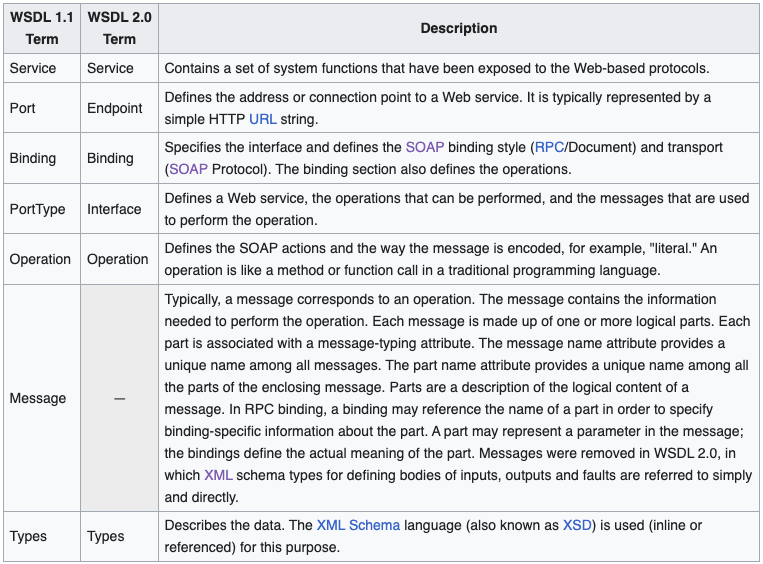 WSDL 1.1 Term
WSDL 2.0 Term
Description
Service
Service
Contains a set of system functions that have been exposed to the Web-based protocols.
Port
Endpoint
Defines the address or connection point to a Web service. It is typically represented by a
simple HTTP URL string.
Binding
Binding
Specifies the interface and defines the SOAP binding style (RPC/Document) and transport
(SOAP Protocol). The binding section also defines the operations.
PortType
Interface
Defines a Web service, the operations that can be performed, and the messages that are used
to perform the operation.
Operation
Operation
Defines the SOAP actions and the way the message is encoded, for example, "literal." An
operation is like a method or function call in a traditional programming language.
Message
—
Typically, a message corresponds to an operation. The message contains the information
needed to perform the operation. Each message is made up of one or more logical parts. Each
part is associated with a message-typing attribute. The message name attribute provides a
unique name among all messages. The part name attribute provides a unique name among all
the parts of the enclosing message. Parts are a description of the logical content of a
message. In RPC binding, a binding may reference the name of a part in order to specify
binding-specific information about the part. A part may represent a parameter in the message;
the bindings define the actual meaning of the part. Messages were removed in WSDL 2.0, in
which XML schema types for defining bodies of inputs, outputs and faults are referred to simply
and directly.
Types
Types
Describes the data. The XML Schema language (also known as XSD) is used (inline or
referenced) for this purpose.